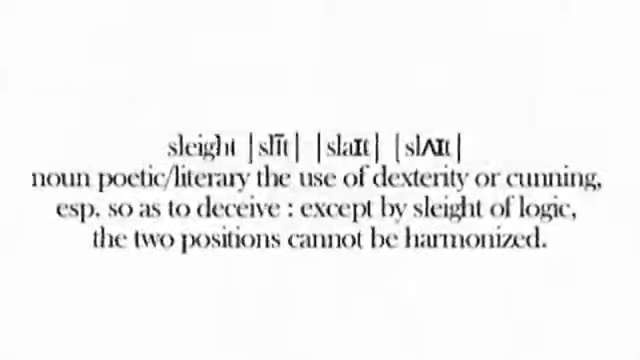 sleight |slīt| |slaɪt| |slʌɪt|
noun poetic/literary the use of dexterity or cunning,
esp. so as to deceive : except by sleight of logic,
the two positions cannot be harmonized.